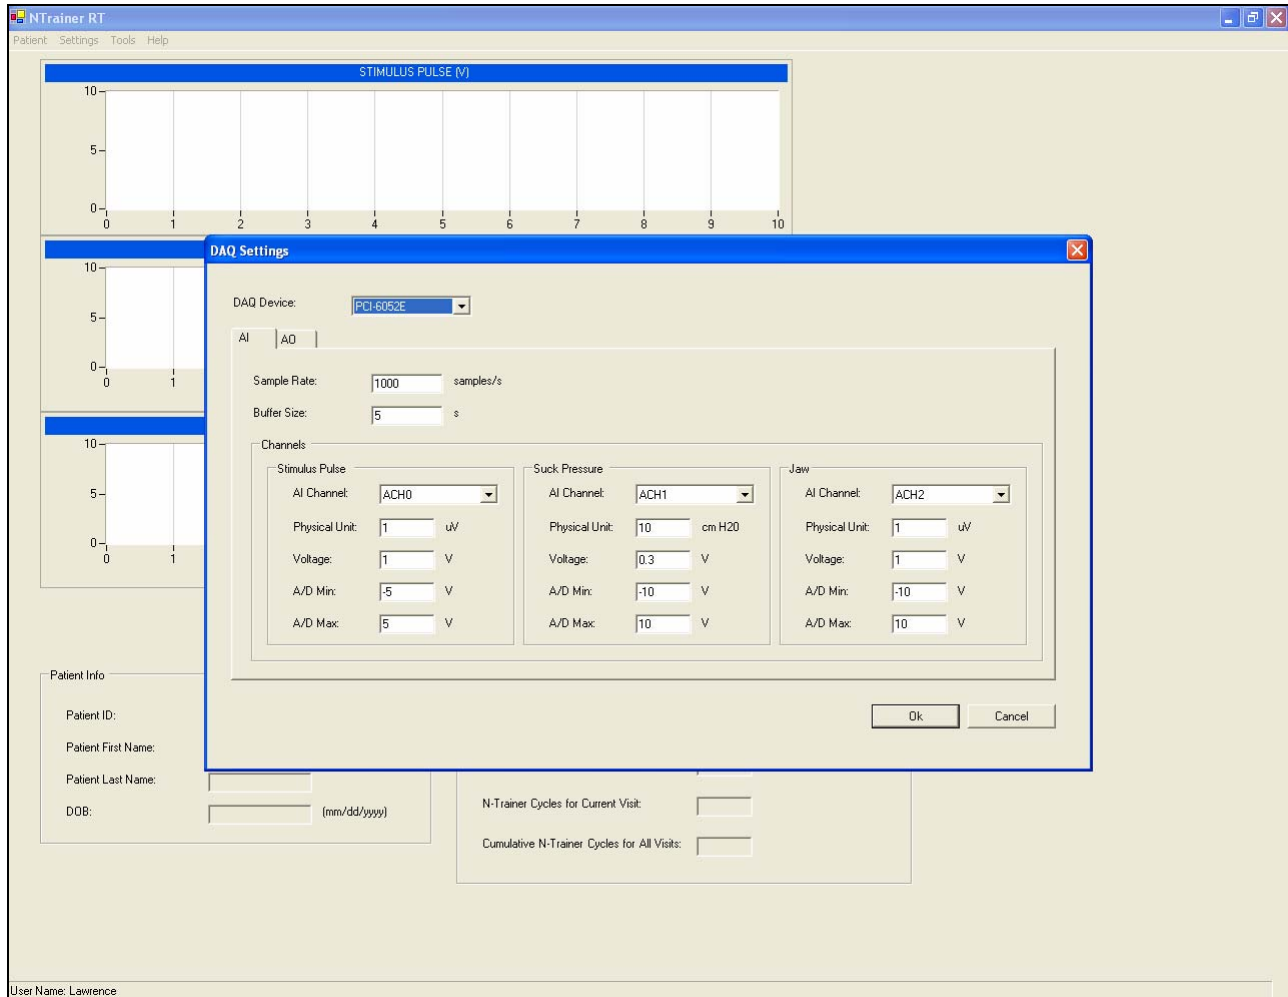 NTrainer RT
Patient Settings Tools Help
STIMULUS PULSE (V)
10
5
0
0 1 2 3 4 5 6 7 8 9 10
10
5
0
0 1
10
5
0
0 1
DAQ Settings
DAQ Device: PCI-6052E
AI AO
Sample Rate: 1000 samples/s
Buffer Size: 5 s
Channels
Stimulus Pulse Suck Pressure Jaw
AI Channel: ACH0 AI Channel: ACH1 AI Channel: ACH2
Physical Unit: 1 uV Physical Unit: 10 cm H20 Physical Unit: 1 uV
Voltage: 1 V Voltage: 0.3 V Voltage: 1 V
A/D Min: -5 V A/D Min: -10 V A/D Min: -10 V
A/D Max: 5 V A/D Max: 10 V A/D Max: 10 V
Ok Cancel
Patient Info
Patient ID:
Patient First Name:
Patient Last Name:
DOB: (mm/dd/yyyy)
N-Trainer Cycles for Current Visit:
Cumulative N-Trainer Cycles for All Visits:
User Name: Lawrence